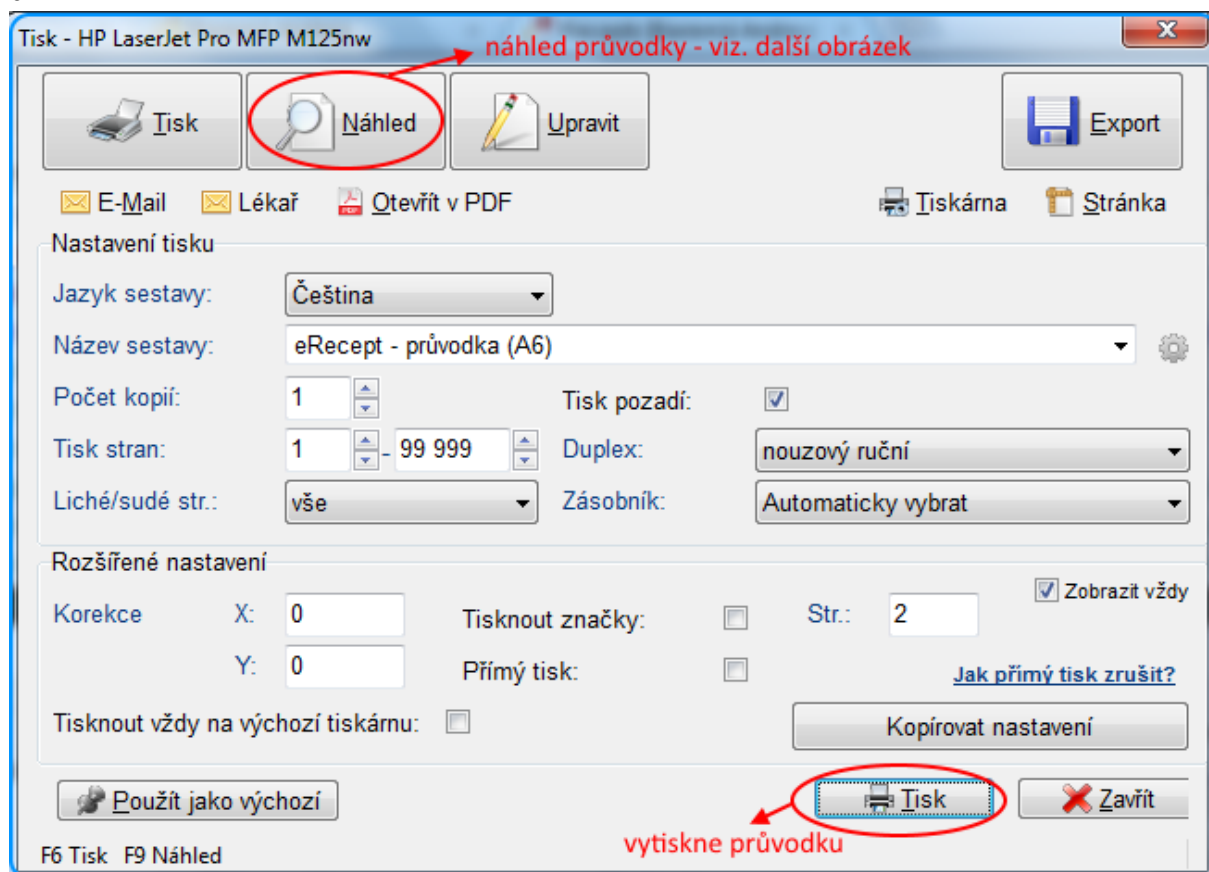 Tisk - HP LaserJet Pro MFP M125nw
náhled průvodky - viz. další obrázek
Tisk Náhled Upravit Export
E-Mail Lékař Otevřít v PDF Tiskárna Stránka
Nastavení tisku
Jazyk sestavy: Čeština
Název sestavy: eRecept - průvodka (A6)
Počet kopií: 1 Tisk pozadí:
Tisk stran: 1 - 99 999 Duplex: nouzový ruční
Liché/sudé str.: vše Zásobník: Automaticky vybrat
Rozšířené nastavení
Zobrazit vždy
Korekce X: 0 Tisknout značky: Str.: 2
Y: 0 Přímý tisk: Jak přímý tisk zrušit?
Tisknout vždy na výchozí tiskárnu: Kopírovat nastavení
Použít jako výchozí Tisk Zavřít
vytiskne průvodku
F6 Tisk F9 Náhled